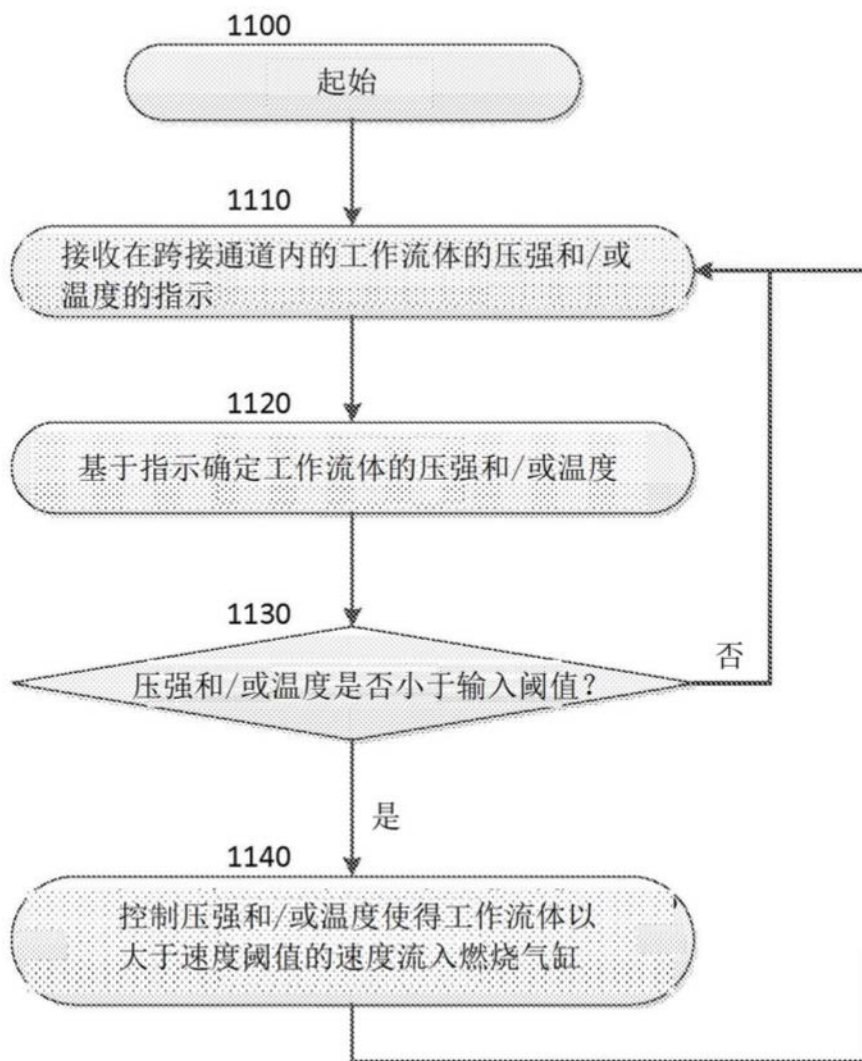 1100
起始
1110
接收在跨接通道内的工作流体的压强和/或
温度的指示
1120
基于指示确定工作流体的压强和/或温度
1130
压强和/或温度是否小于输入阈值?
否
是
1140
控制压强和/或温度使得工作流体以
大于速度阈值的速度流入燃烧气缸